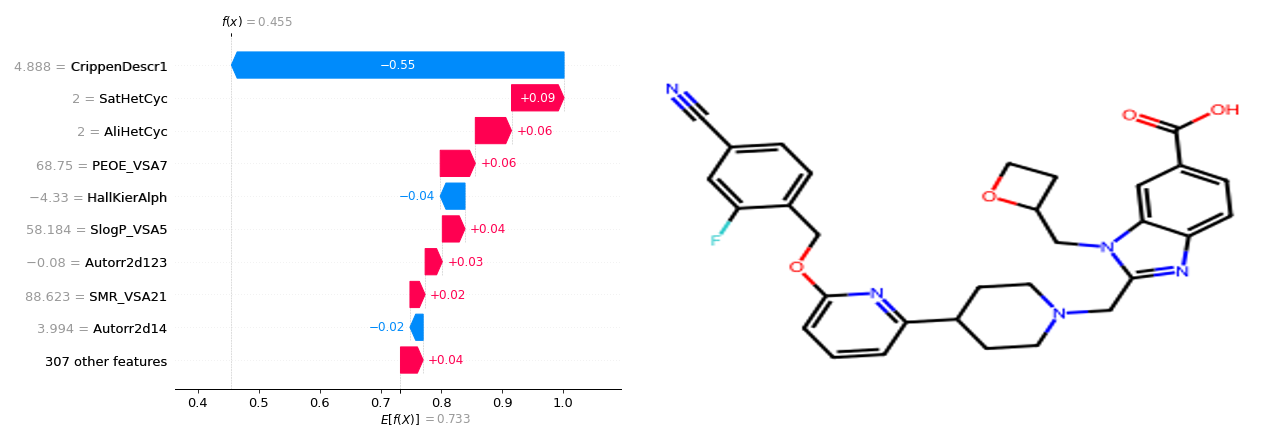 f(x) = 0.455
4.888 = CrippenDescr1
−0.55
2 = SatHetCyc
+0.09
2 = AliHetCyc
+0.06
68.75 = PEOE_VSA7
+0.06
−4.33 = HallKierAlph
−0.04
58.184 = SlogP_VSA5
+0.04
−0.08 = Autorr2d123
+0.03
88.623 = SMR_VSA21
+0.02
3.994 = Autorr2d14
−0.02
307 other features
+0.04
0.4 0.5 0.6 0.7 0.8 0.9 1.0
E[f(X)] = 0.733
N
F
O
N
N
O
N
N
O
OH